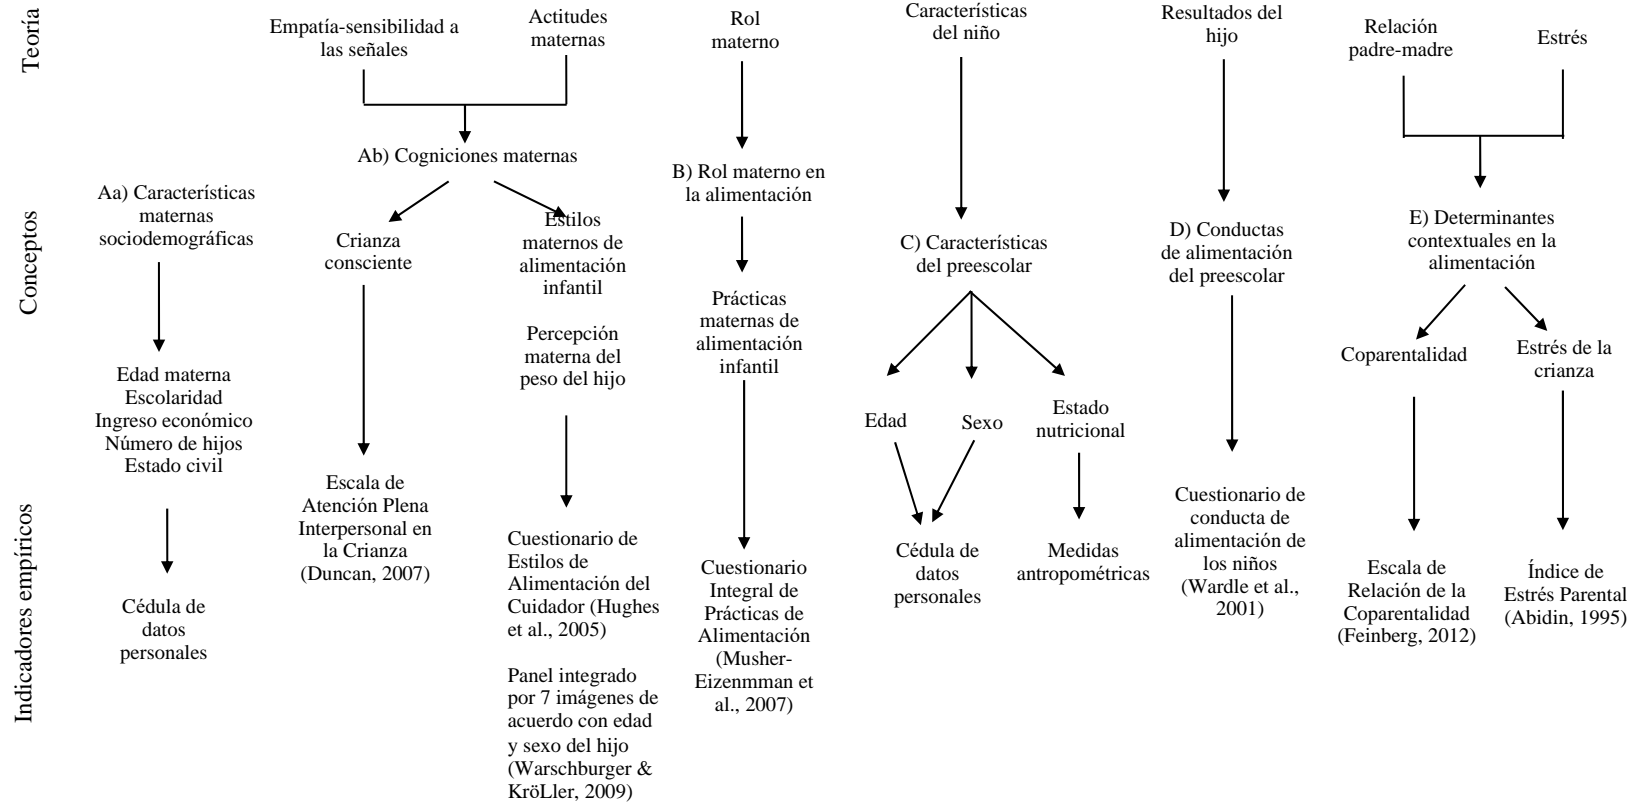 Teoría
Empatía-sensibilidad a
las señales
Actitudes
maternas
Rol
materno
Características
del niño
Resultados del
hijo
Relación
padre-madre
Estrés
Conceptos
Aa) Características
maternas
sociodemográficas
Edad materna
Escolaridad
Ingreso económico
Número de hijos
Estado civil
Ab) Cogniciones maternas
Crianza
consciente
Estilos
maternos de
alimentación
infantil
Percepción
materna del
peso del hijo
B) Rol materno en
la alimentación
Prácticas
maternas de
alimentación
infantil
C) Características
del preescolar
Edad
Sexo
Estado
nutricional
D) Conductas
de alimentación
del preescolar
E) Determinantes
contextuales en la
alimentación
Coparentalidad
Estrés de la
crianza
Indicadores empíricos
Cédula de
datos
personales
Escala de
Atención Plena
Interpersonal en
la Crianza
(Duncan, 2007)
Cuestionario de
Estilos de
Alimentación del
Cuidador (Hughes
et al., 2005)
Panel integrado
por 7 imágenes de
acuerdo con edad
y sexo del hijo
(Warschburger &
KröLler, 2009)
Cuestionario
Integral de
Prácticas de
Alimentación
(Musher-
Eizenmman et
al., 2007)
Cédula de
datos
personales
Medidas
antropométricas
Cuestionario de
conducta de
alimentación de
los niños
(Wardle et al.,
2001)
Escala de
Relación de la
Coparentalidad
(Feinberg, 2012)
Índice de
Estrés Parental
(Abidin, 1995)